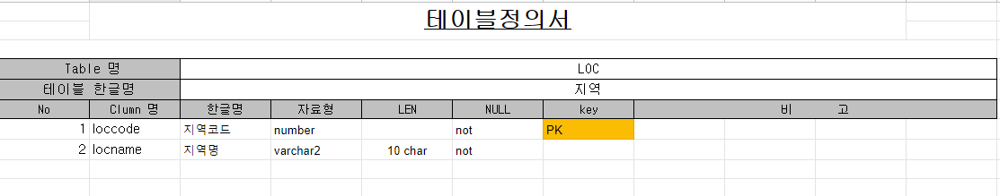 테이블정의서
Table 명 LOC
테이블 한글명 지역
No Clumn 명 한글명 자료형 LEN NULL key 비 고
1 loccode 지역코드 number not PK
2 locname 지역명 varchar2 10 char not